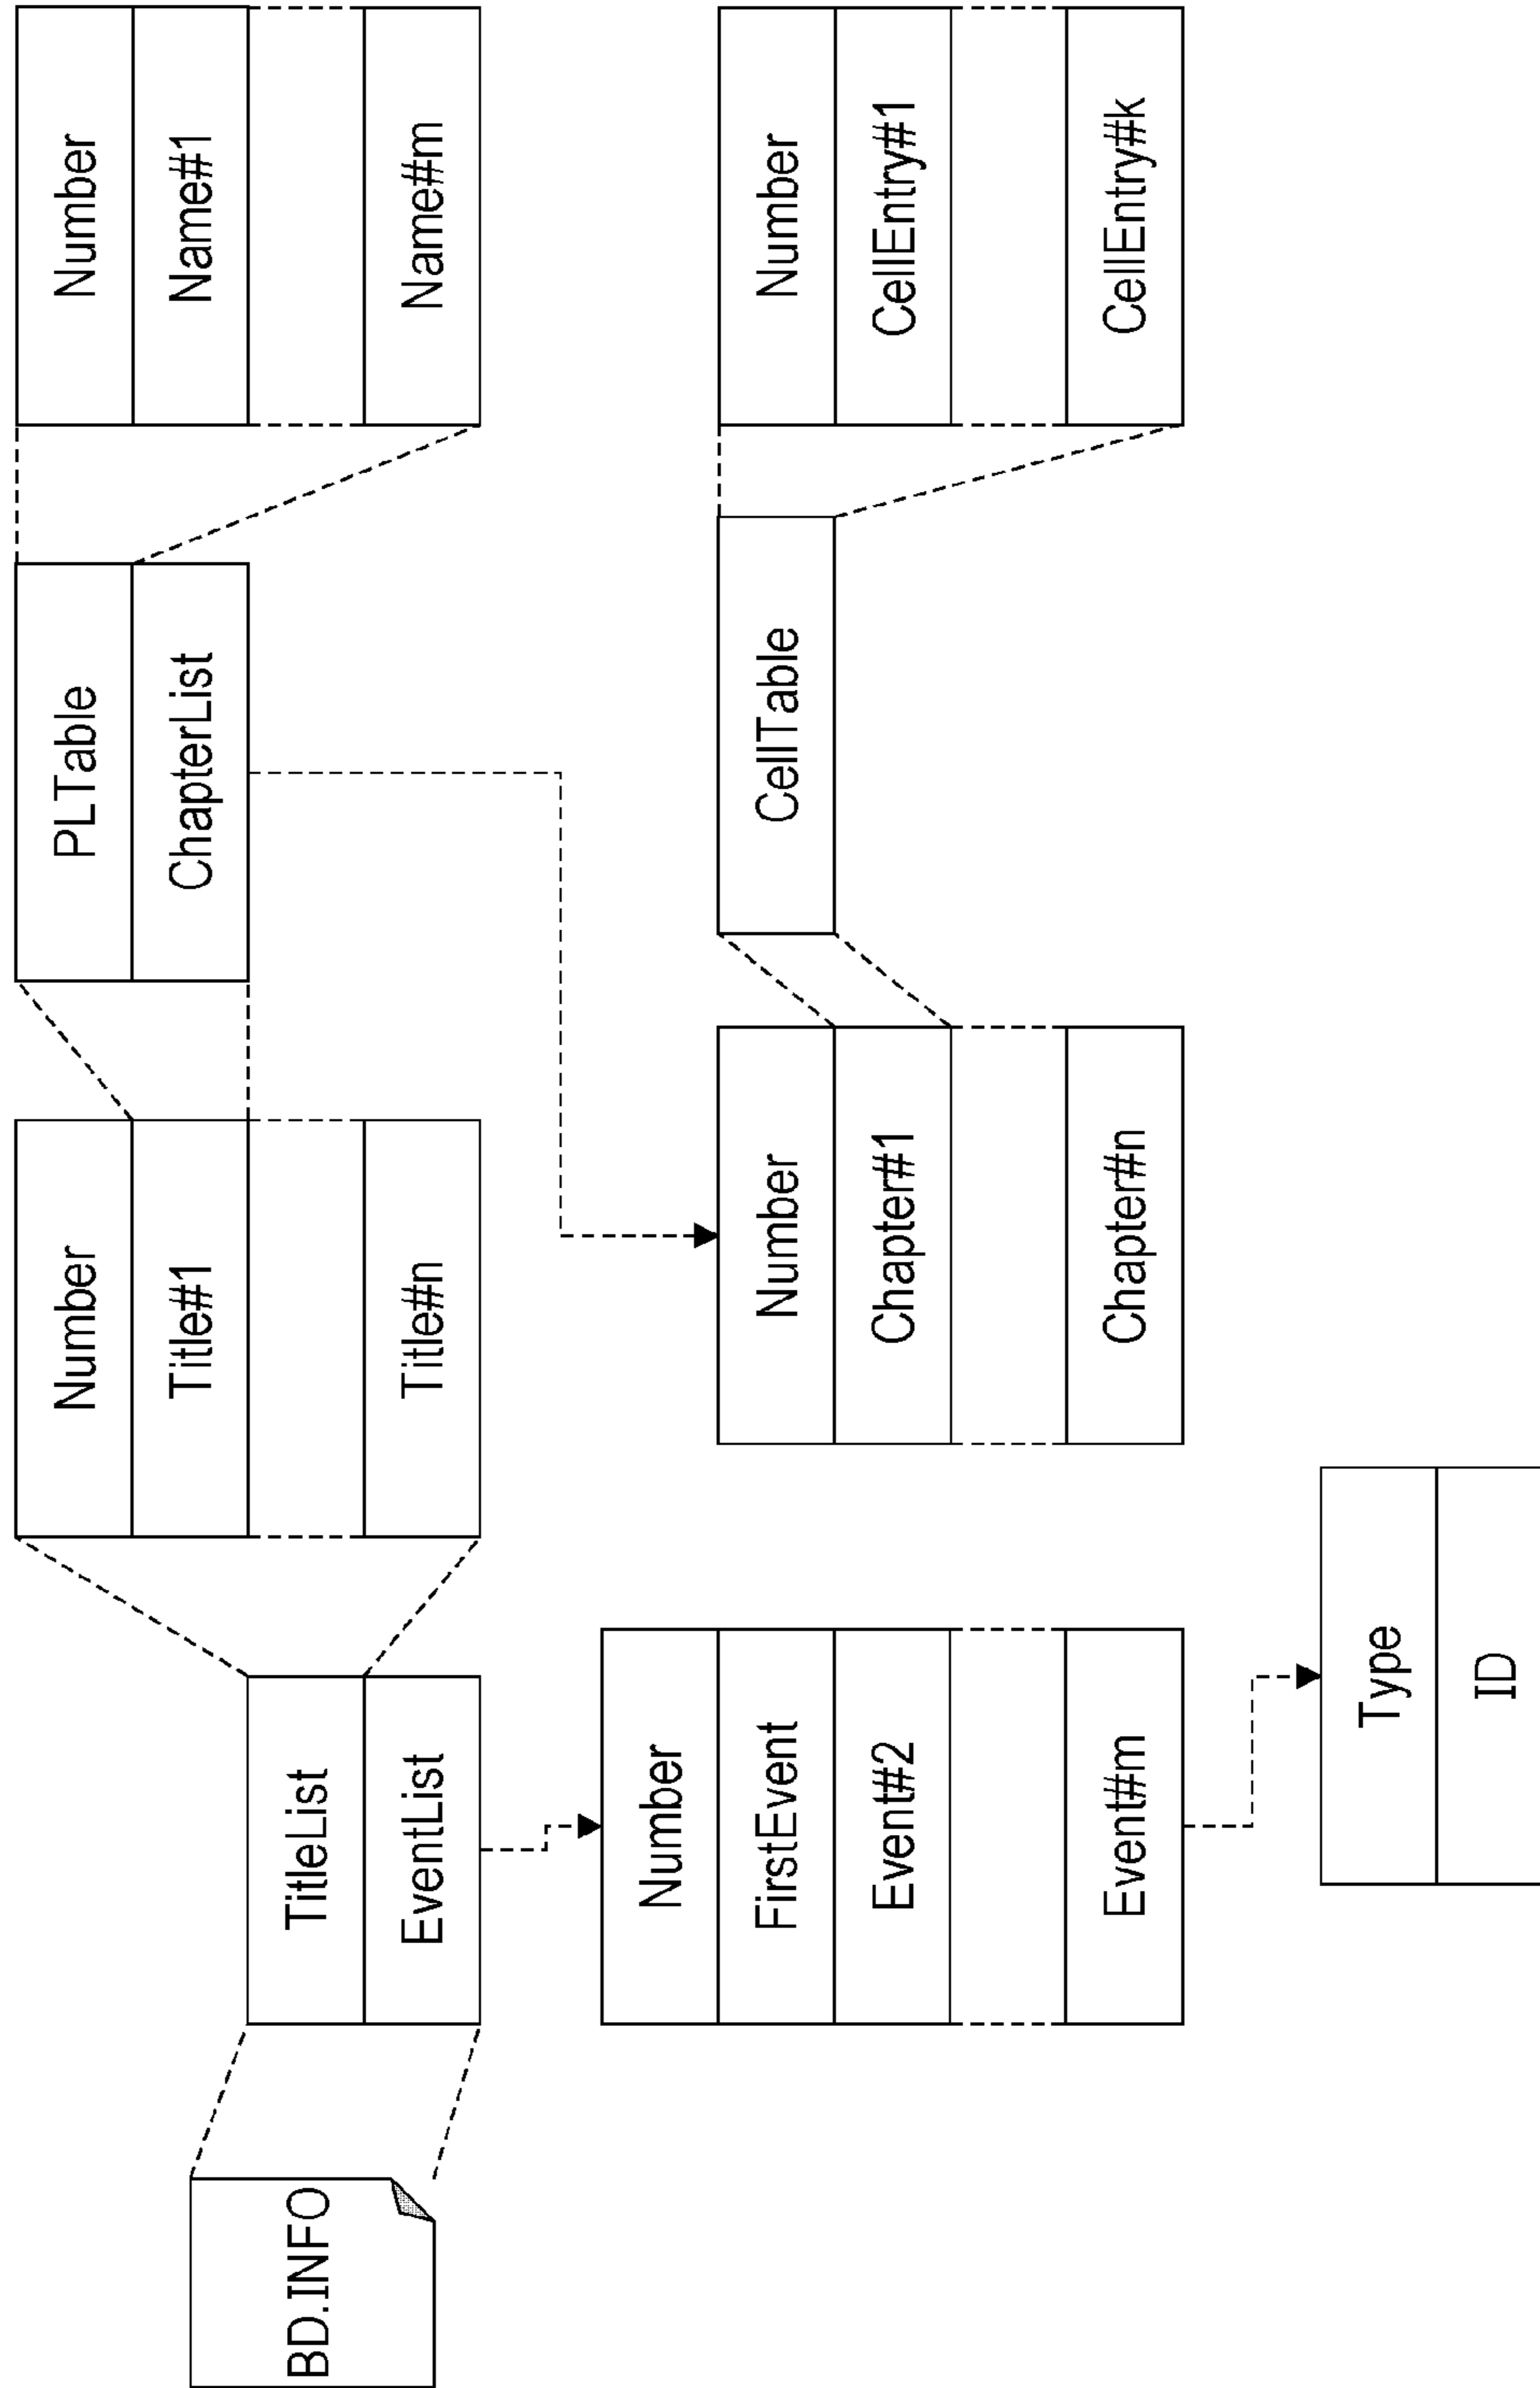 BD.INFO
TitleList
EventList
Number
Title#1
Title#n
PLTable
ChapterList
Number
Name#1
Name#m
Number
FirstEvent
Event#2
Event#m
Type
ID
Number
Chapter#1
Chapter#n
CellTable
Number
CellEntry#1
CellEntry#k